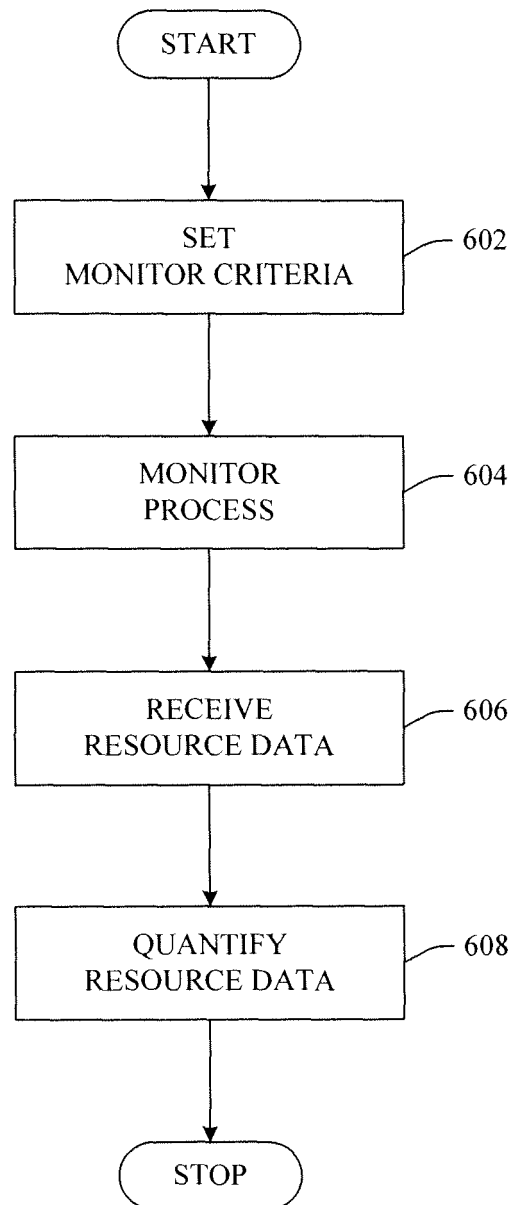 START
SET
MONITOR CRITERIA
602
MONITOR
PROCESS
604
RECEIVE
RESOURCE DATA
606
QUANTIFY
RESOURCE DATA
608
STOP